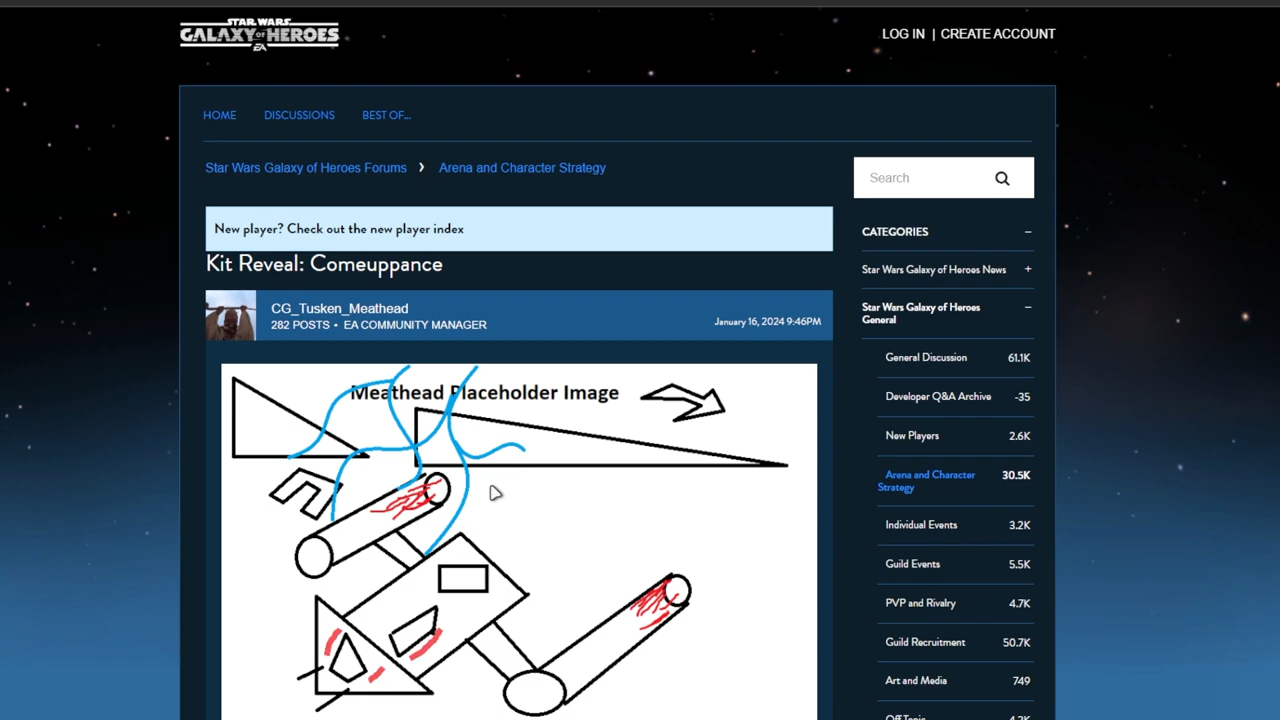 STAR WARS
GALAXY OF HEROES
EA
LOG IN | CREATE ACCOUNT
HOME DISCUSSIONS BEST OF...
Star Wars Galaxy of Heroes Forums › Arena and Character Strategy
Search
New player? Check out the new player index
Kit Reveal: Comeuppance
CG_Tusken_Meathead
282 POSTS • EA COMMUNITY MANAGER
January 16, 2024 9:46PM
Meathead Placeholder Image
CATEGORIES −
Star Wars Galaxy of Heroes News +
Star Wars Galaxy of Heroes −
General
General Discussion 61.1K
Developer Q&A Archive -35
New Players 2.6K
Arena and Character 30.5K
Strategy
Individual Events 3.2K
Guild Events 5.5K
PVP and Rivalry 4.7K
Guild Recruitment 50.7K
Art and Media 749
Off Topic 4.2K